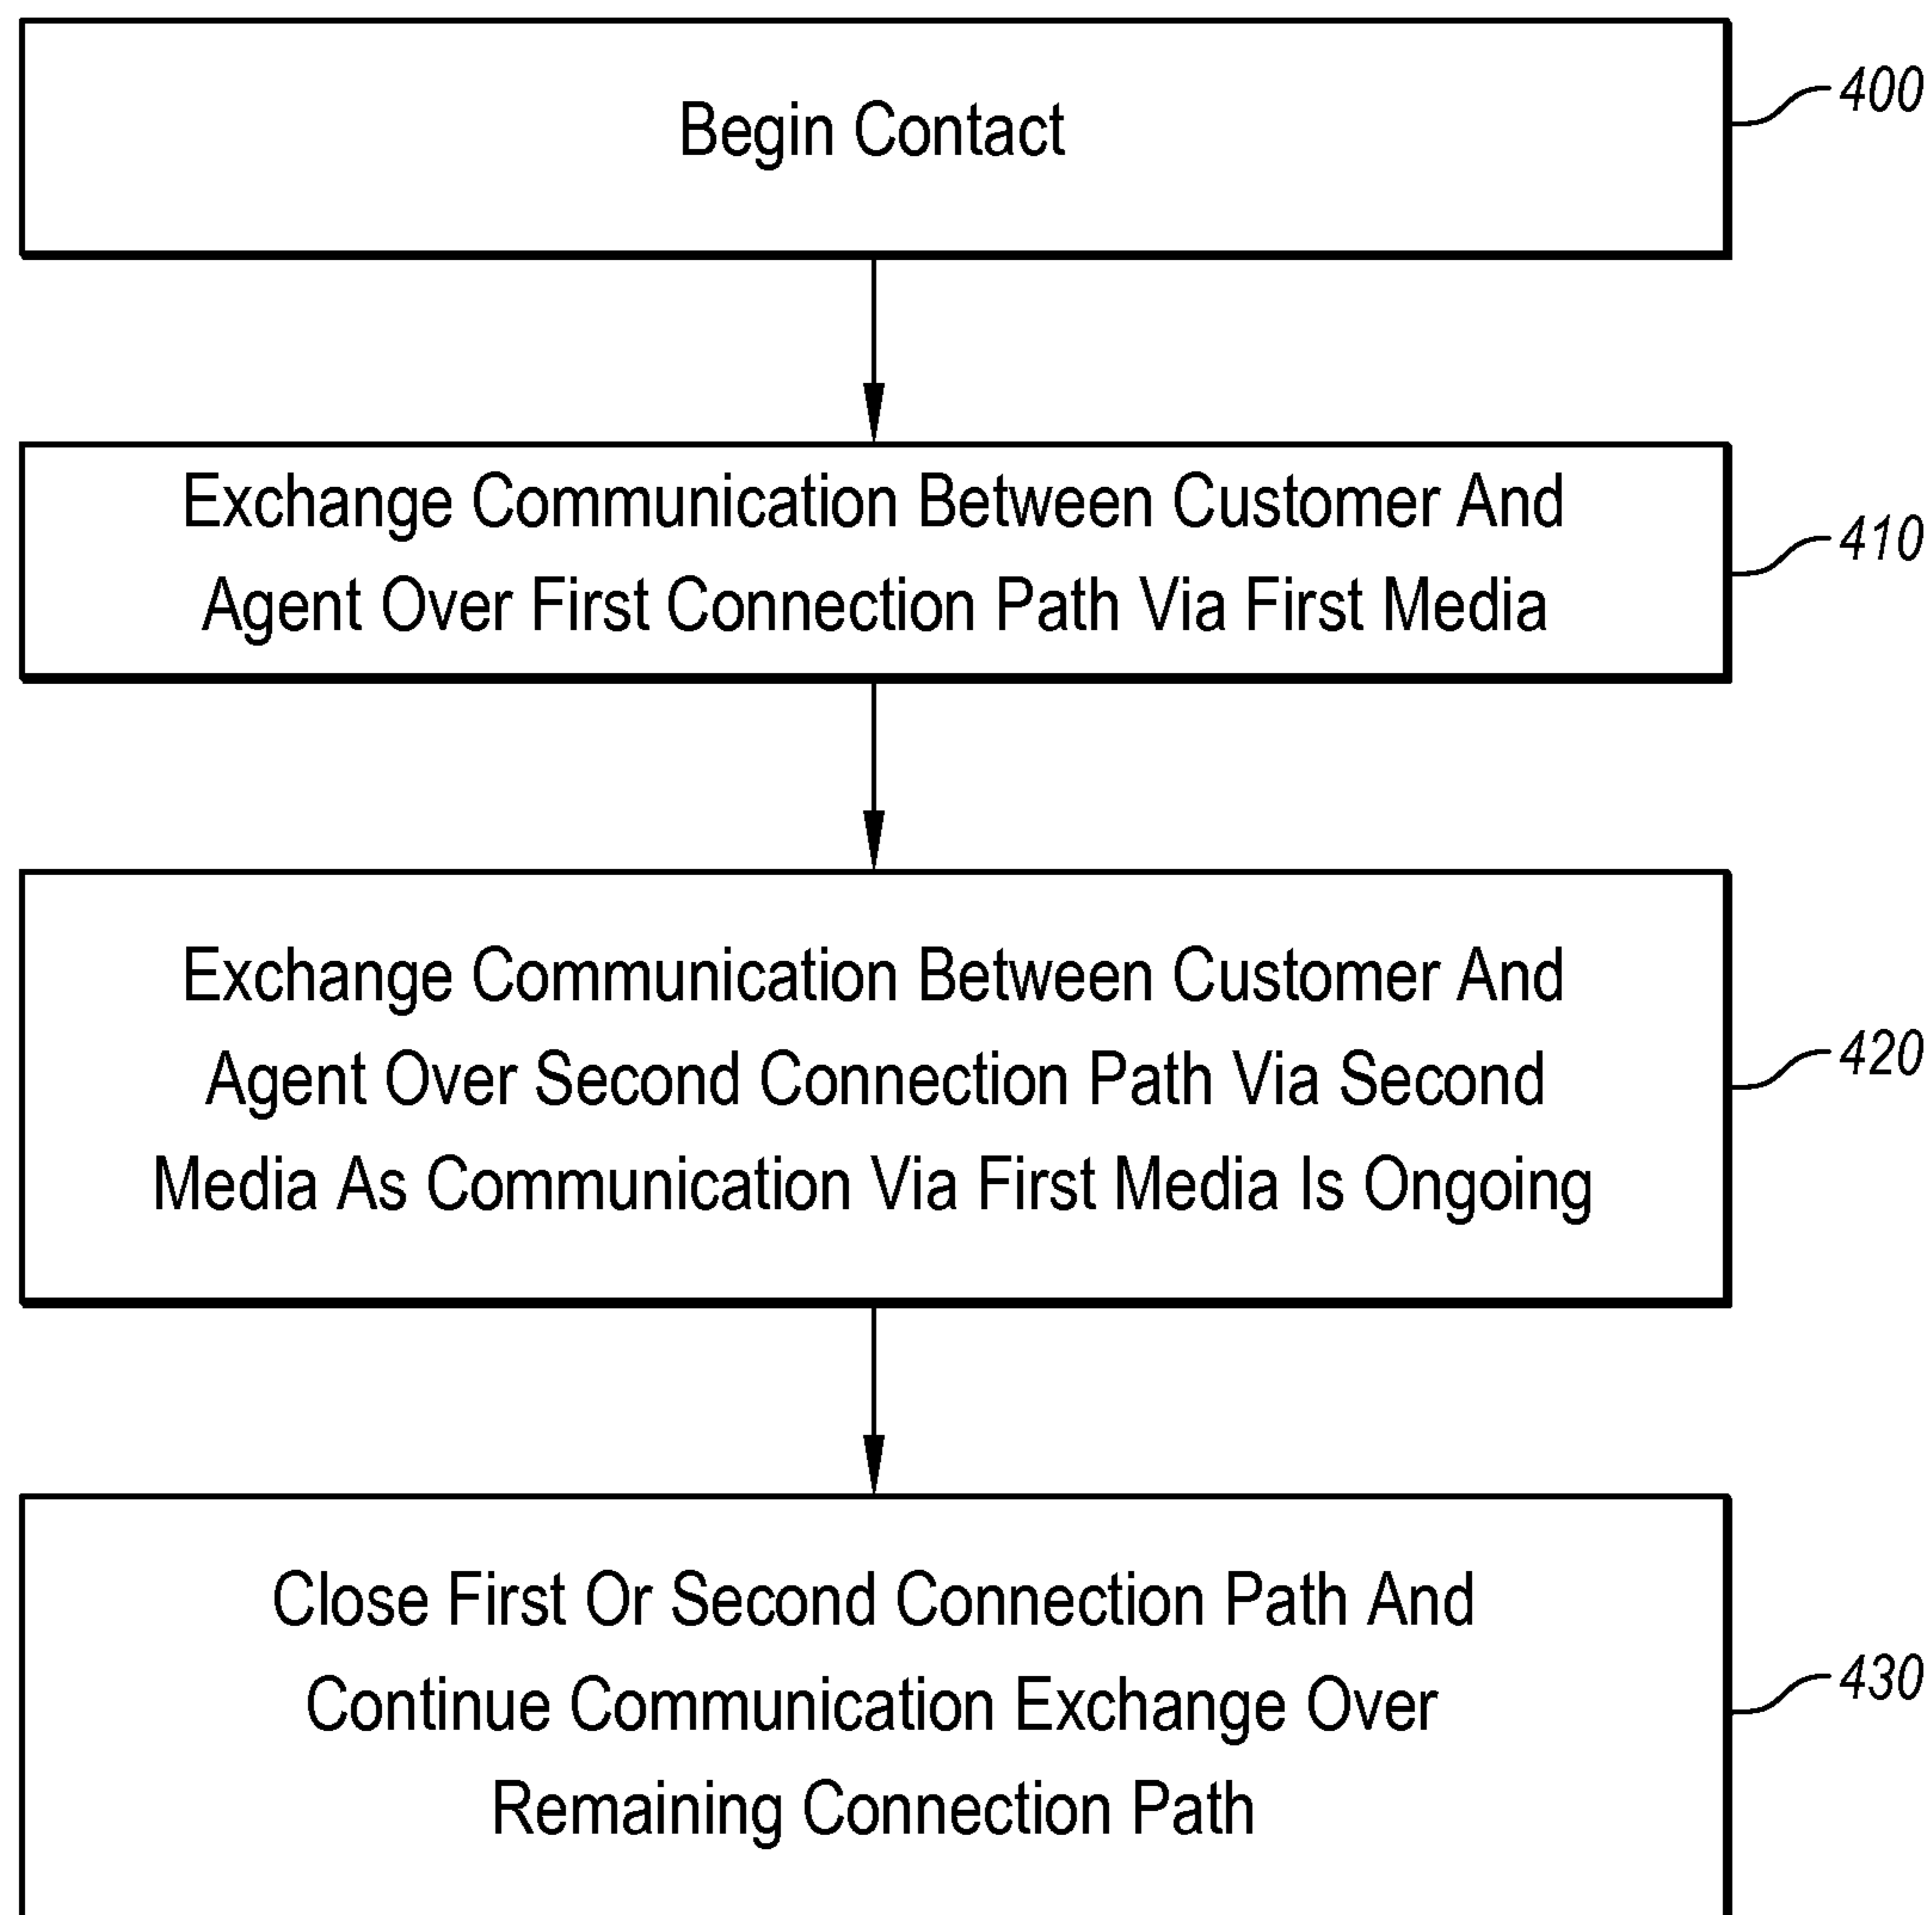 Begin Contact
400
Exchange Communication Between Customer And
Agent Over First Connection Path Via First Media
410
Exchange Communication Between Customer And
Agent Over Second Connection Path Via Second
Media As Communication Via First Media Is Ongoing
420
Close First Or Second Connection Path And
Continue Communication Exchange Over
Remaining Connection Path
430